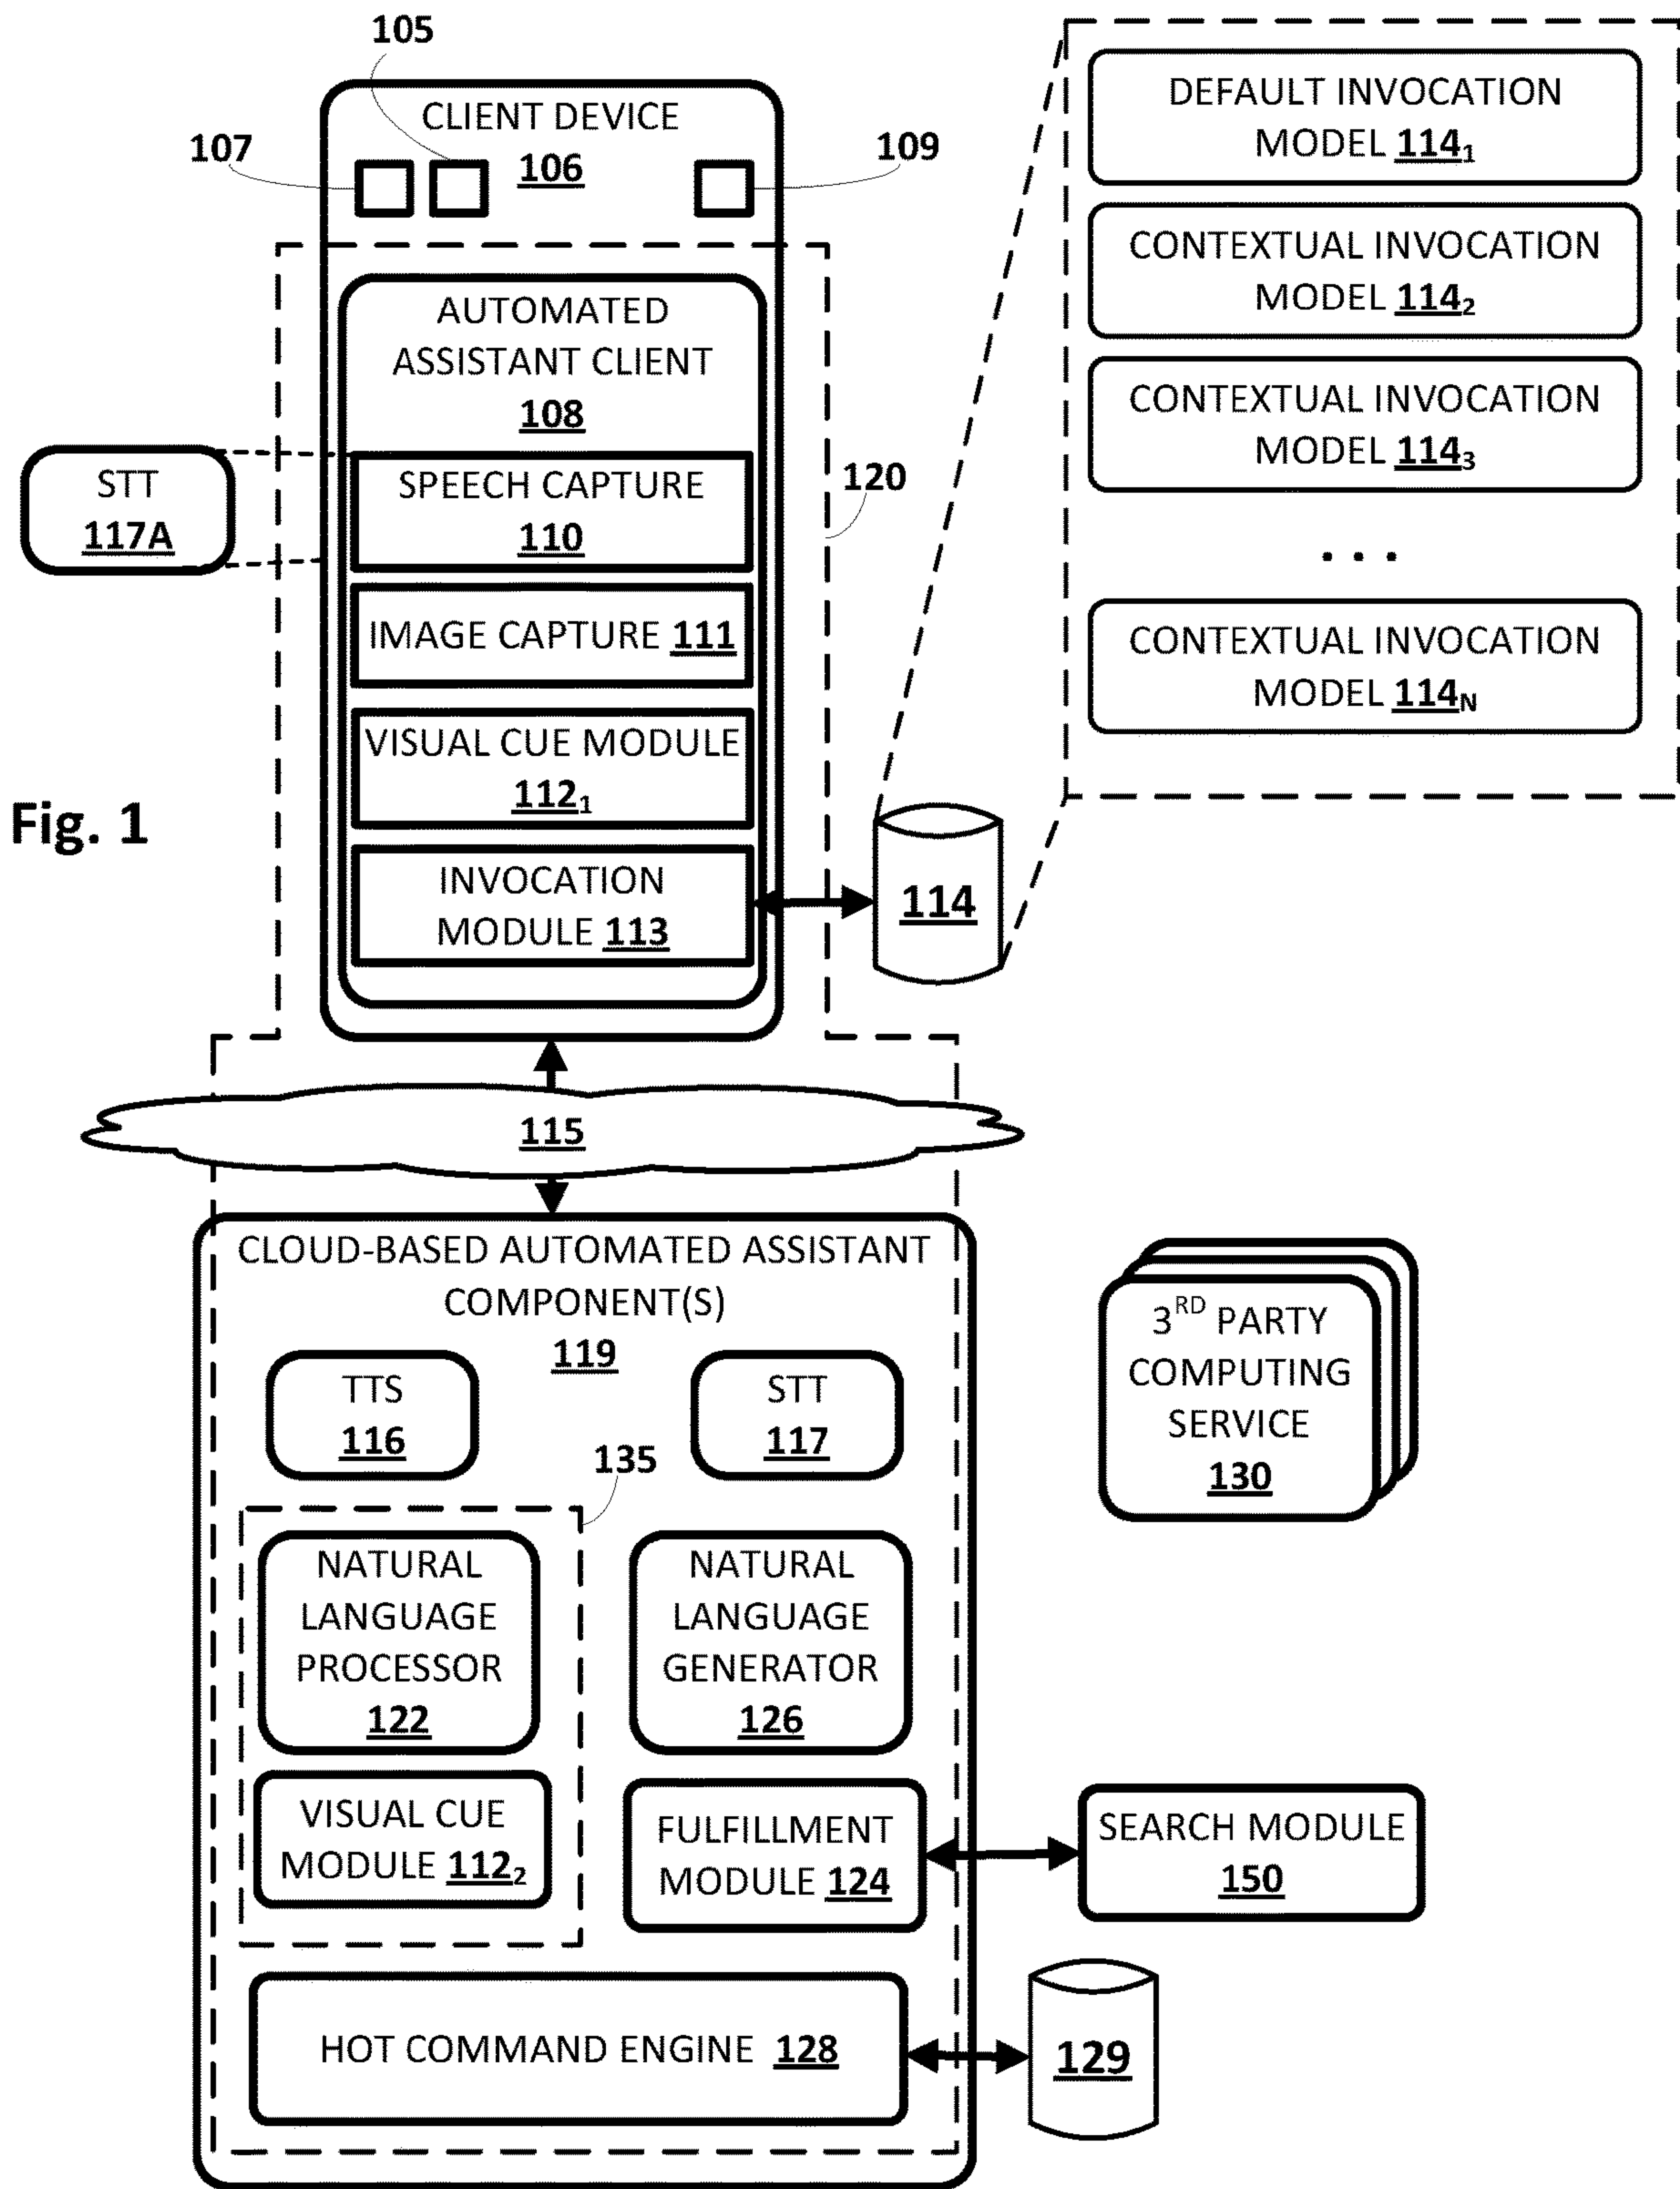 105
CLIENT DEVICE
106
107
109
AUTOMATED
ASSISTANT CLIENT
108
STT
117A
SPEECH CAPTURE
110
120
IMAGE CAPTURE 111
VISUAL CUE MODULE
112₁
INVOCATION
MODULE 113
114
Fig. 1
DEFAULT INVOCATION
MODEL 114₁
CONTEXTUAL INVOCATION
MODEL 114₂
CONTEXTUAL INVOCATION
MODEL 114₃
. . .
CONTEXTUAL INVOCATION
MODEL 114N
115
CLOUD-BASED AUTOMATED ASSISTANT
COMPONENT(S)
119
TTS
116
STT
117
135
NATURAL
LANGUAGE
PROCESSOR
122
NATURAL
LANGUAGE
GENERATOR
126
VISUAL CUE
MODULE 112₂
FULFILLMENT
MODULE 124
HOT COMMAND ENGINE 128
3RD PARTY
COMPUTING
SERVICE
130
SEARCH MODULE
150
129